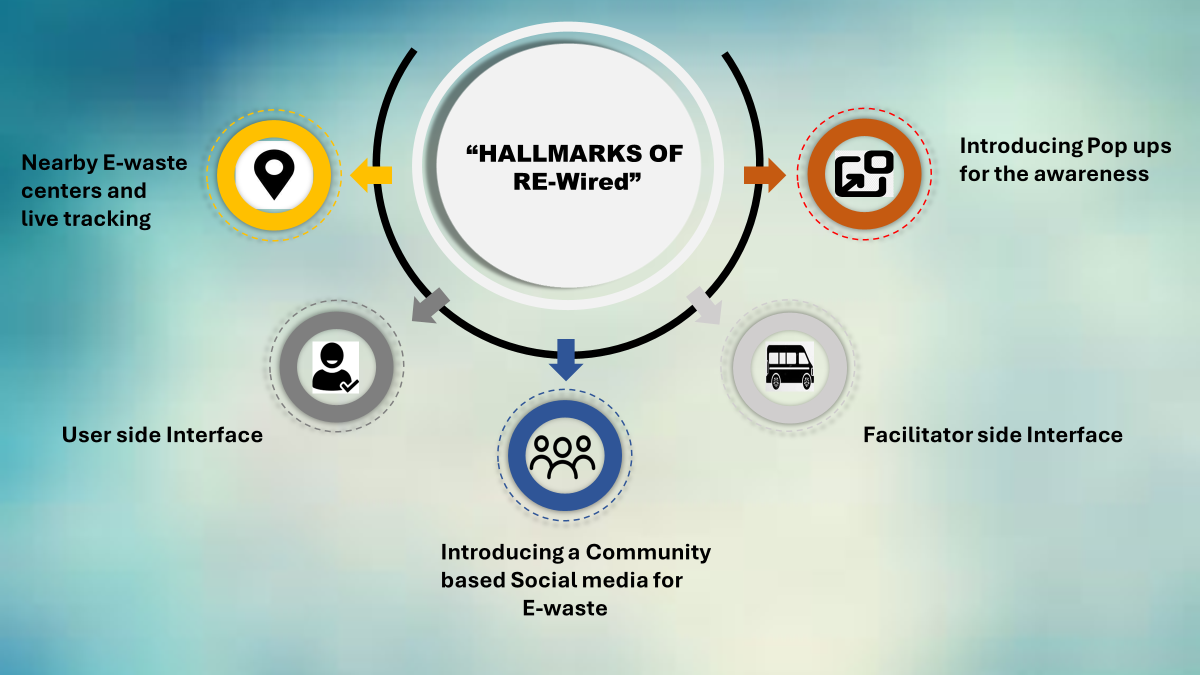 “HALLMARKS OF
RE-Wired”
Nearby E-waste
centers and
live tracking
Introducing Pop ups
for the awareness
User side Interface
Facilitator side Interface
Introducing a Community
based Social media for
E-waste